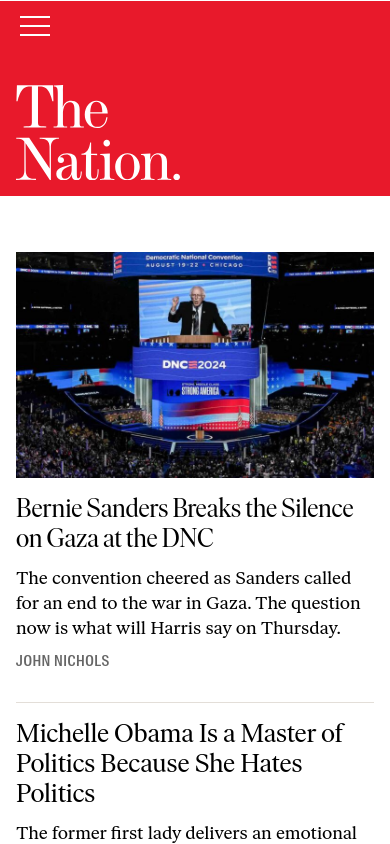 The
Nation.
Democratic National Convention
AUGUST 19-22 • CHICAGO
DNC 2024
STRONG AMERICA
Bernie Sanders Breaks the Silence
on Gaza at the DNC
The convention cheered as Sanders called
for an end to the war in Gaza. The question
now is what will Harris say on Thursday.
JOHN NICHOLS
Michelle Obama Is a Master of
Politics Because She Hates
Politics
The former first lady delivers an emotional